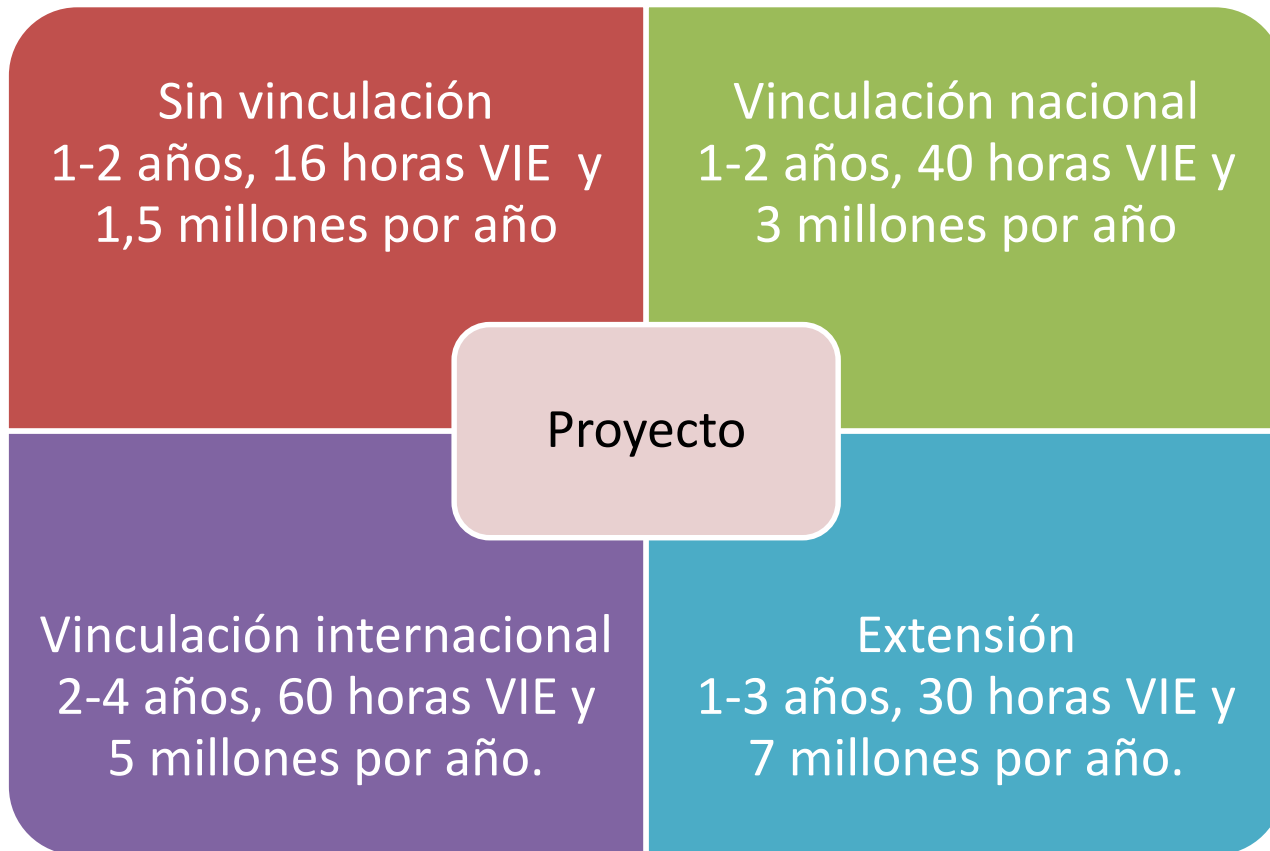 Sin vinculación
1-2 años, 16 horas VIE y
1,5 millones por año
Vinculación nacional
1-2 años, 40 horas VIE y
3 millones por año
Proyecto
Vinculación internacional
2-4 años, 60 horas VIE y
5 millones por año.
Extensión
1-3 años, 30 horas VIE y
7 millones por año.